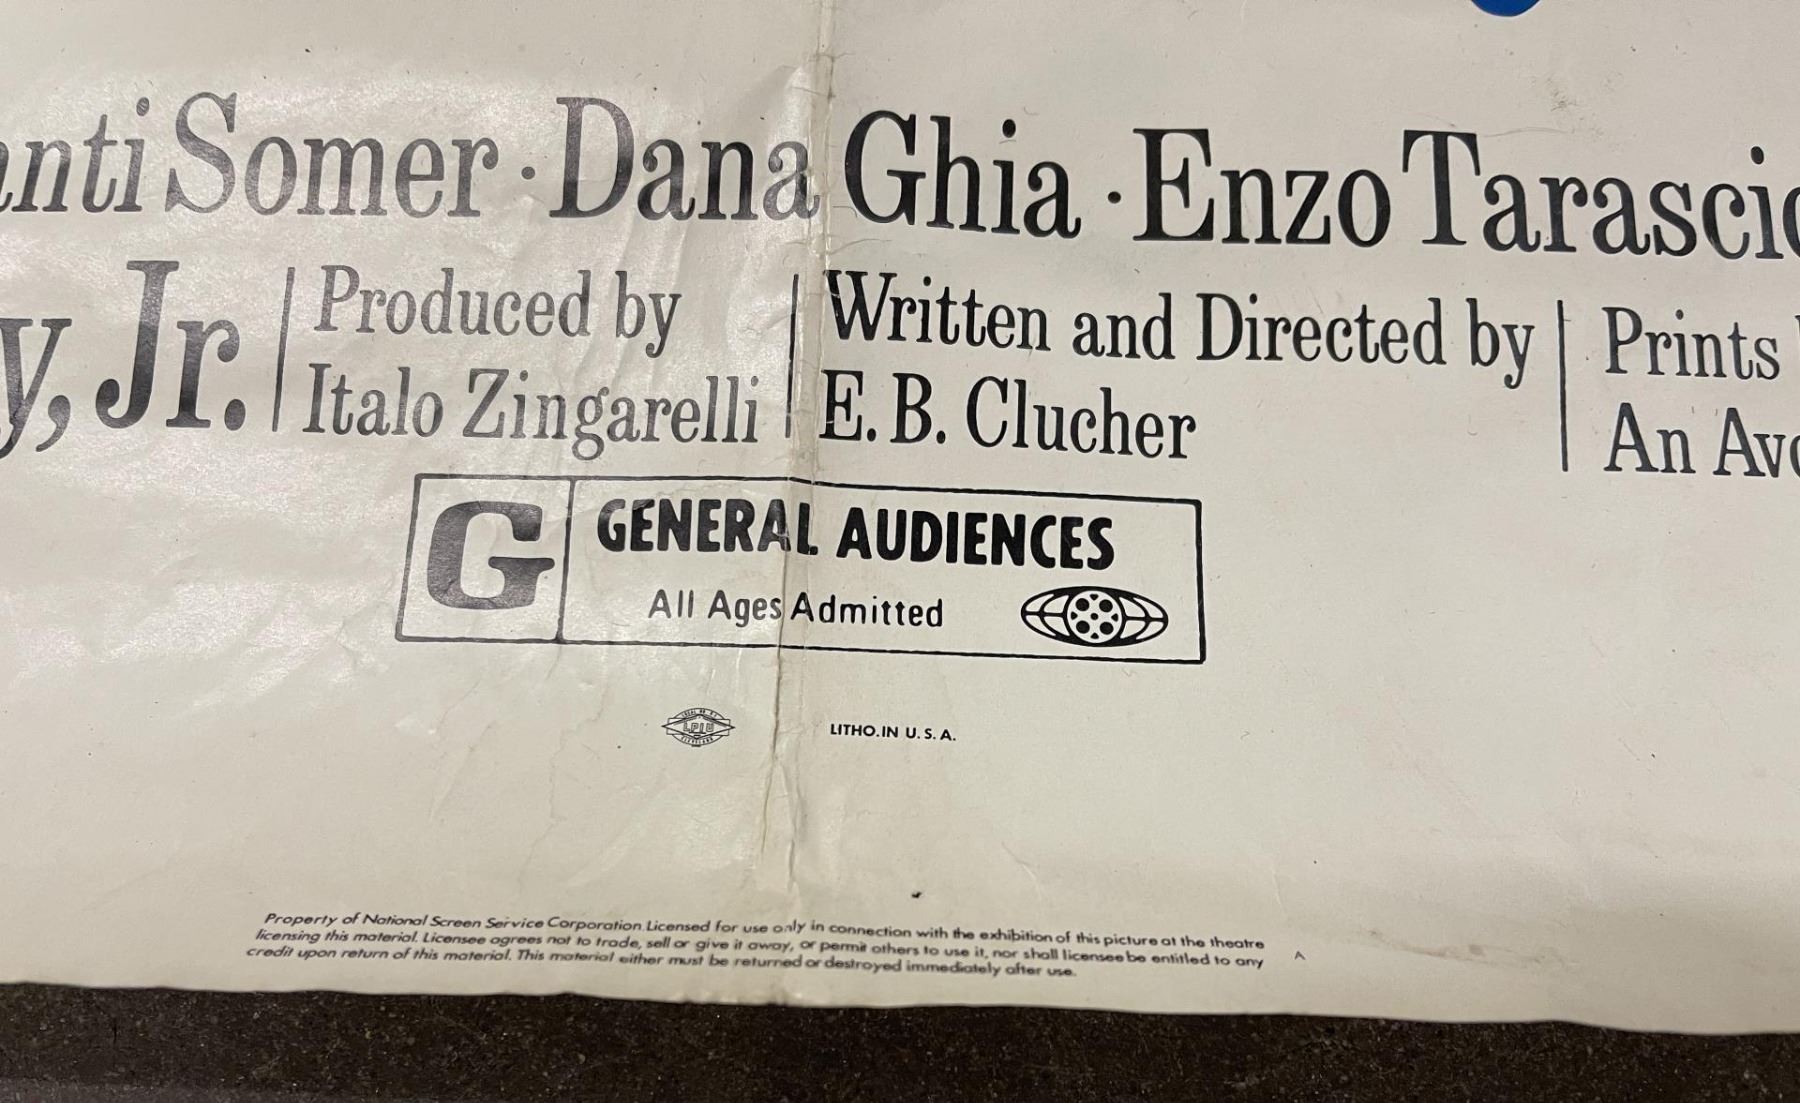 anti Somer · Dana Ghia · Enzo Tarascio
y, Jr. | Produced by | Written and Directed by | Prints
Italo Zingarelli | E. B. Clucher | An Av
G GENERAL AUDIENCES
All Ages Admitted
LITHO. IN U. S. A.
Property of National Screen Service Corporation Licensed for use only in connection with the exhibition of this picture at the theatre
licensing this material. Licensee agrees not to trade, sell or give it away, or permit others to use it, nor shall licensee be entitled to any
credit upon return of this material. This material either must be returned or destroyed immediately after use.